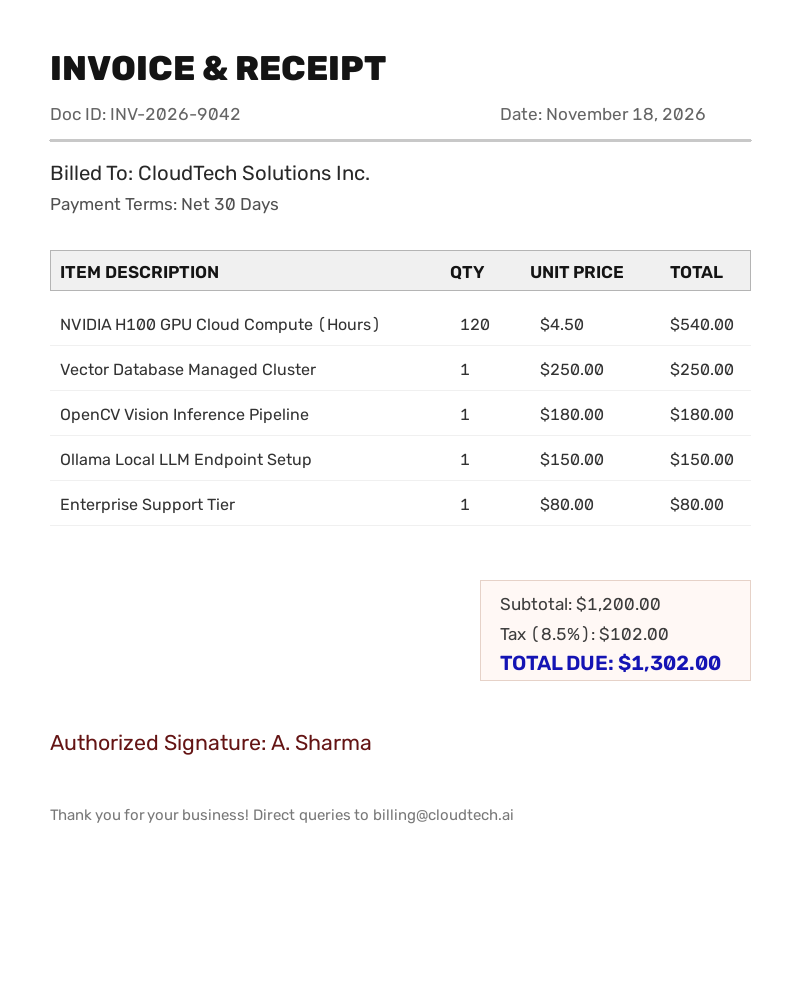 INVOICE & RECEIPT
Doc ID: INV-2026-9042 Date: November 18, 2026
Billed To: CloudTech Solutions Inc.
Payment Terms: Net 30 Days
ITEM DESCRIPTION QTY UNIT PRICE TOTAL
NVIDIA H100 GPU Cloud Compute (Hours) 120 $4.50 $540.00
Vector Database Managed Cluster 1 $250.00 $250.00
OpenCV Vision Inference Pipeline 1 $180.00 $180.00
Ollama Local LLM Endpoint Setup 1 $150.00 $150.00
Enterprise Support Tier 1 $80.00 $80.00
Subtotal: $1,200.00
Tax (8.5%): $102.00
TOTAL DUE: $1,302.00
Authorized Signature: A. Sharma
Thank you for your business! Direct queries to billing@cloudtech.ai